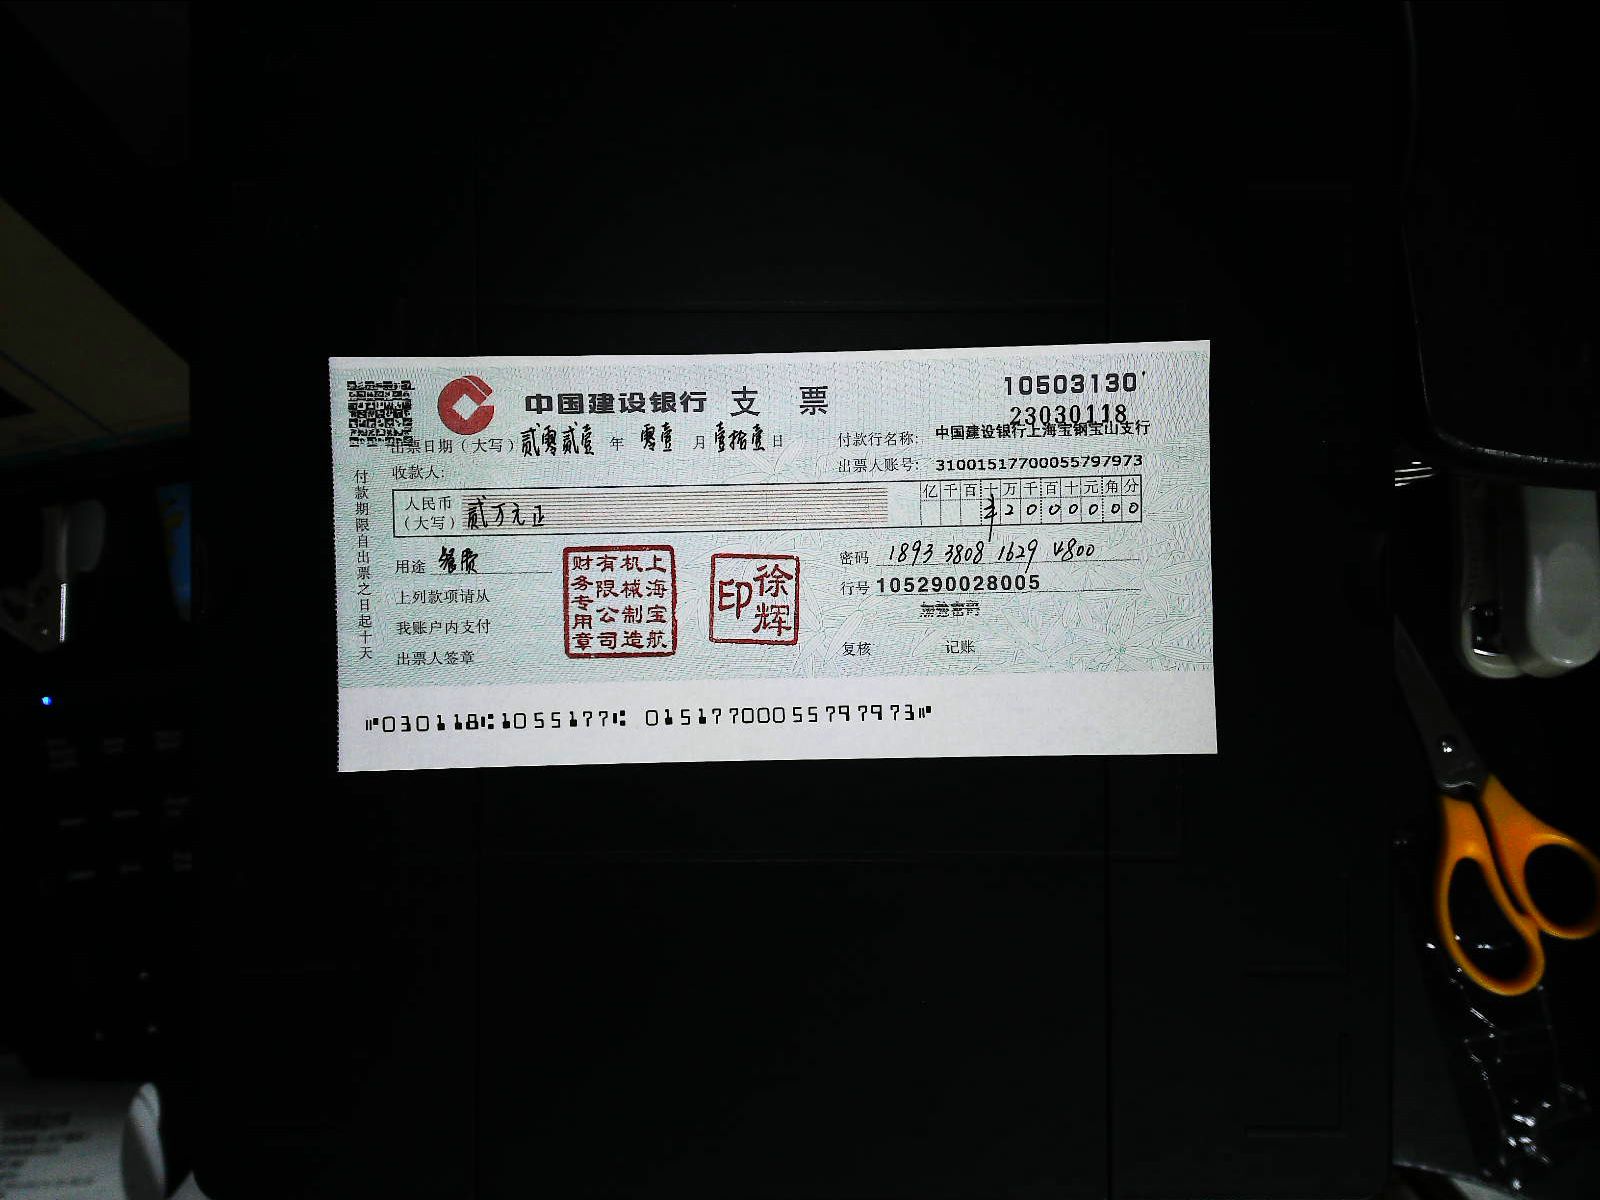 中国建设银行 支 票
10503130
23030118
出票日期（大写） 贰零贰壹 年 零壹 月 壹拾壹 日
付款行名称: 中国建设银行上海宝钢宝山支行
收款人:
出票人账号: 31001517700055797973
人民币（大写） 贰万元正
亿 千 百 十 万 千 百 十 元 角 分
¥ 2 0 0 0 0 0 0
用途 餐费
密码 1893 3808 1629 4800
行号 105290028005
上列款项请从
我账户内支付
出票人签章
复核 记账
付款期限自出票之日起十天
上海宝航
机械制造
有限公司
财务专用章
徐辉
印
⑈030118⑆1055177⑆ 01517700055797973⑈